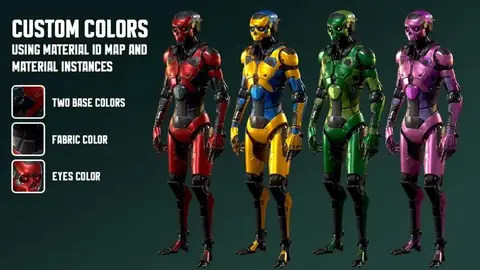 CUSTOM COLORS
USING MATERIAL ID MAP AND
MATERIAL INSTANCES
TWO BASE COLORS
FABRIC COLOR
EYES COLOR